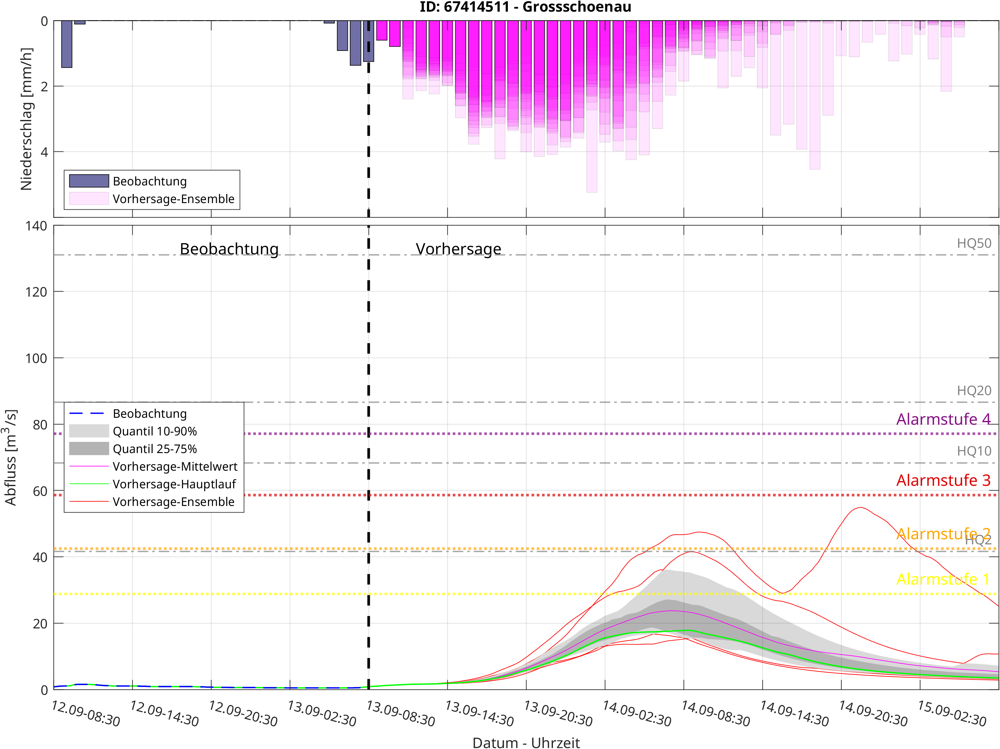 ID: 67414511 - Grossschoenau
0
2
4
Niederschlag [mm/h]
Beobachtung
Vorhersage-Ensemble
140
120
100
80
60
40
20
0
Abfluss [m³/s]
Beobachtung
Vorhersage
HQ50
HQ20
Alarmstufe 4
HQ10
Alarmstufe 3
Alarmstufe 2
HQ2
Alarmstufe 1
Beobachtung
Quantil 10-90%
Quantil 25-75%
Vorhersage-Mittelwert
Vorhersage-Hauptlauf
Vorhersage-Ensemble
12.09-08:30
12.09-14:30
12.09-20:30
13.09-02:30
13.09-08:30
13.09-14:30
13.09-20:30
14.09-02:30
14.09-08:30
14.09-14:30
14.09-20:30
15.09-02:30
Datum - Uhrzeit